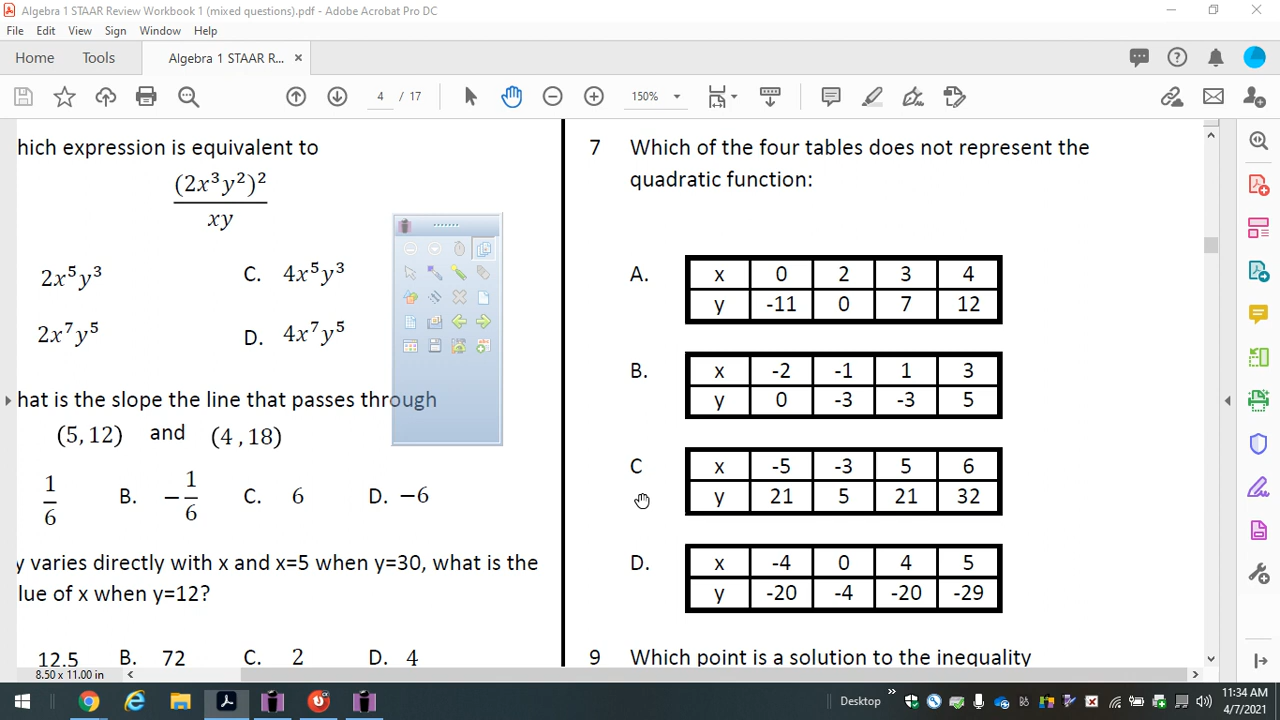 Algebra 1 STAAR Review Workbook 1 (mixed questions).pdf - Adobe Acrobat Pro DC
File Edit View Sign Window Help
Home Tools Algebra 1 STAAR R... ×
4 / 17 150%
hich expression is equivalent to
(2x³y²)²
xy
2x⁵y³ C. 4x⁵y³
2x⁷y⁵ D. 4x⁷y⁵
hat is the slope the line that passes through
(5, 12) and (4 , 18)
1/6 B. −1/6 C. 6 D. −6
y varies directly with x and x=5 when y=30, what is the
lue of x when y=12?
12.5 B. 72 C. 2 D. 4
7 Which of the four tables does not represent the
quadratic function:
A. x 0 2 3 4
y -11 0 7 12
B. x -2 -1 1 3
y 0 -3 -3 5
C x -5 -3 5 6
y 21 5 21 32
D. x -4 0 4 5
y -20 -4 -20 -29
9 Which point is a solution to the inequality
8.50 x 11.00 in
Desktop
11:34 AM
4/7/2021